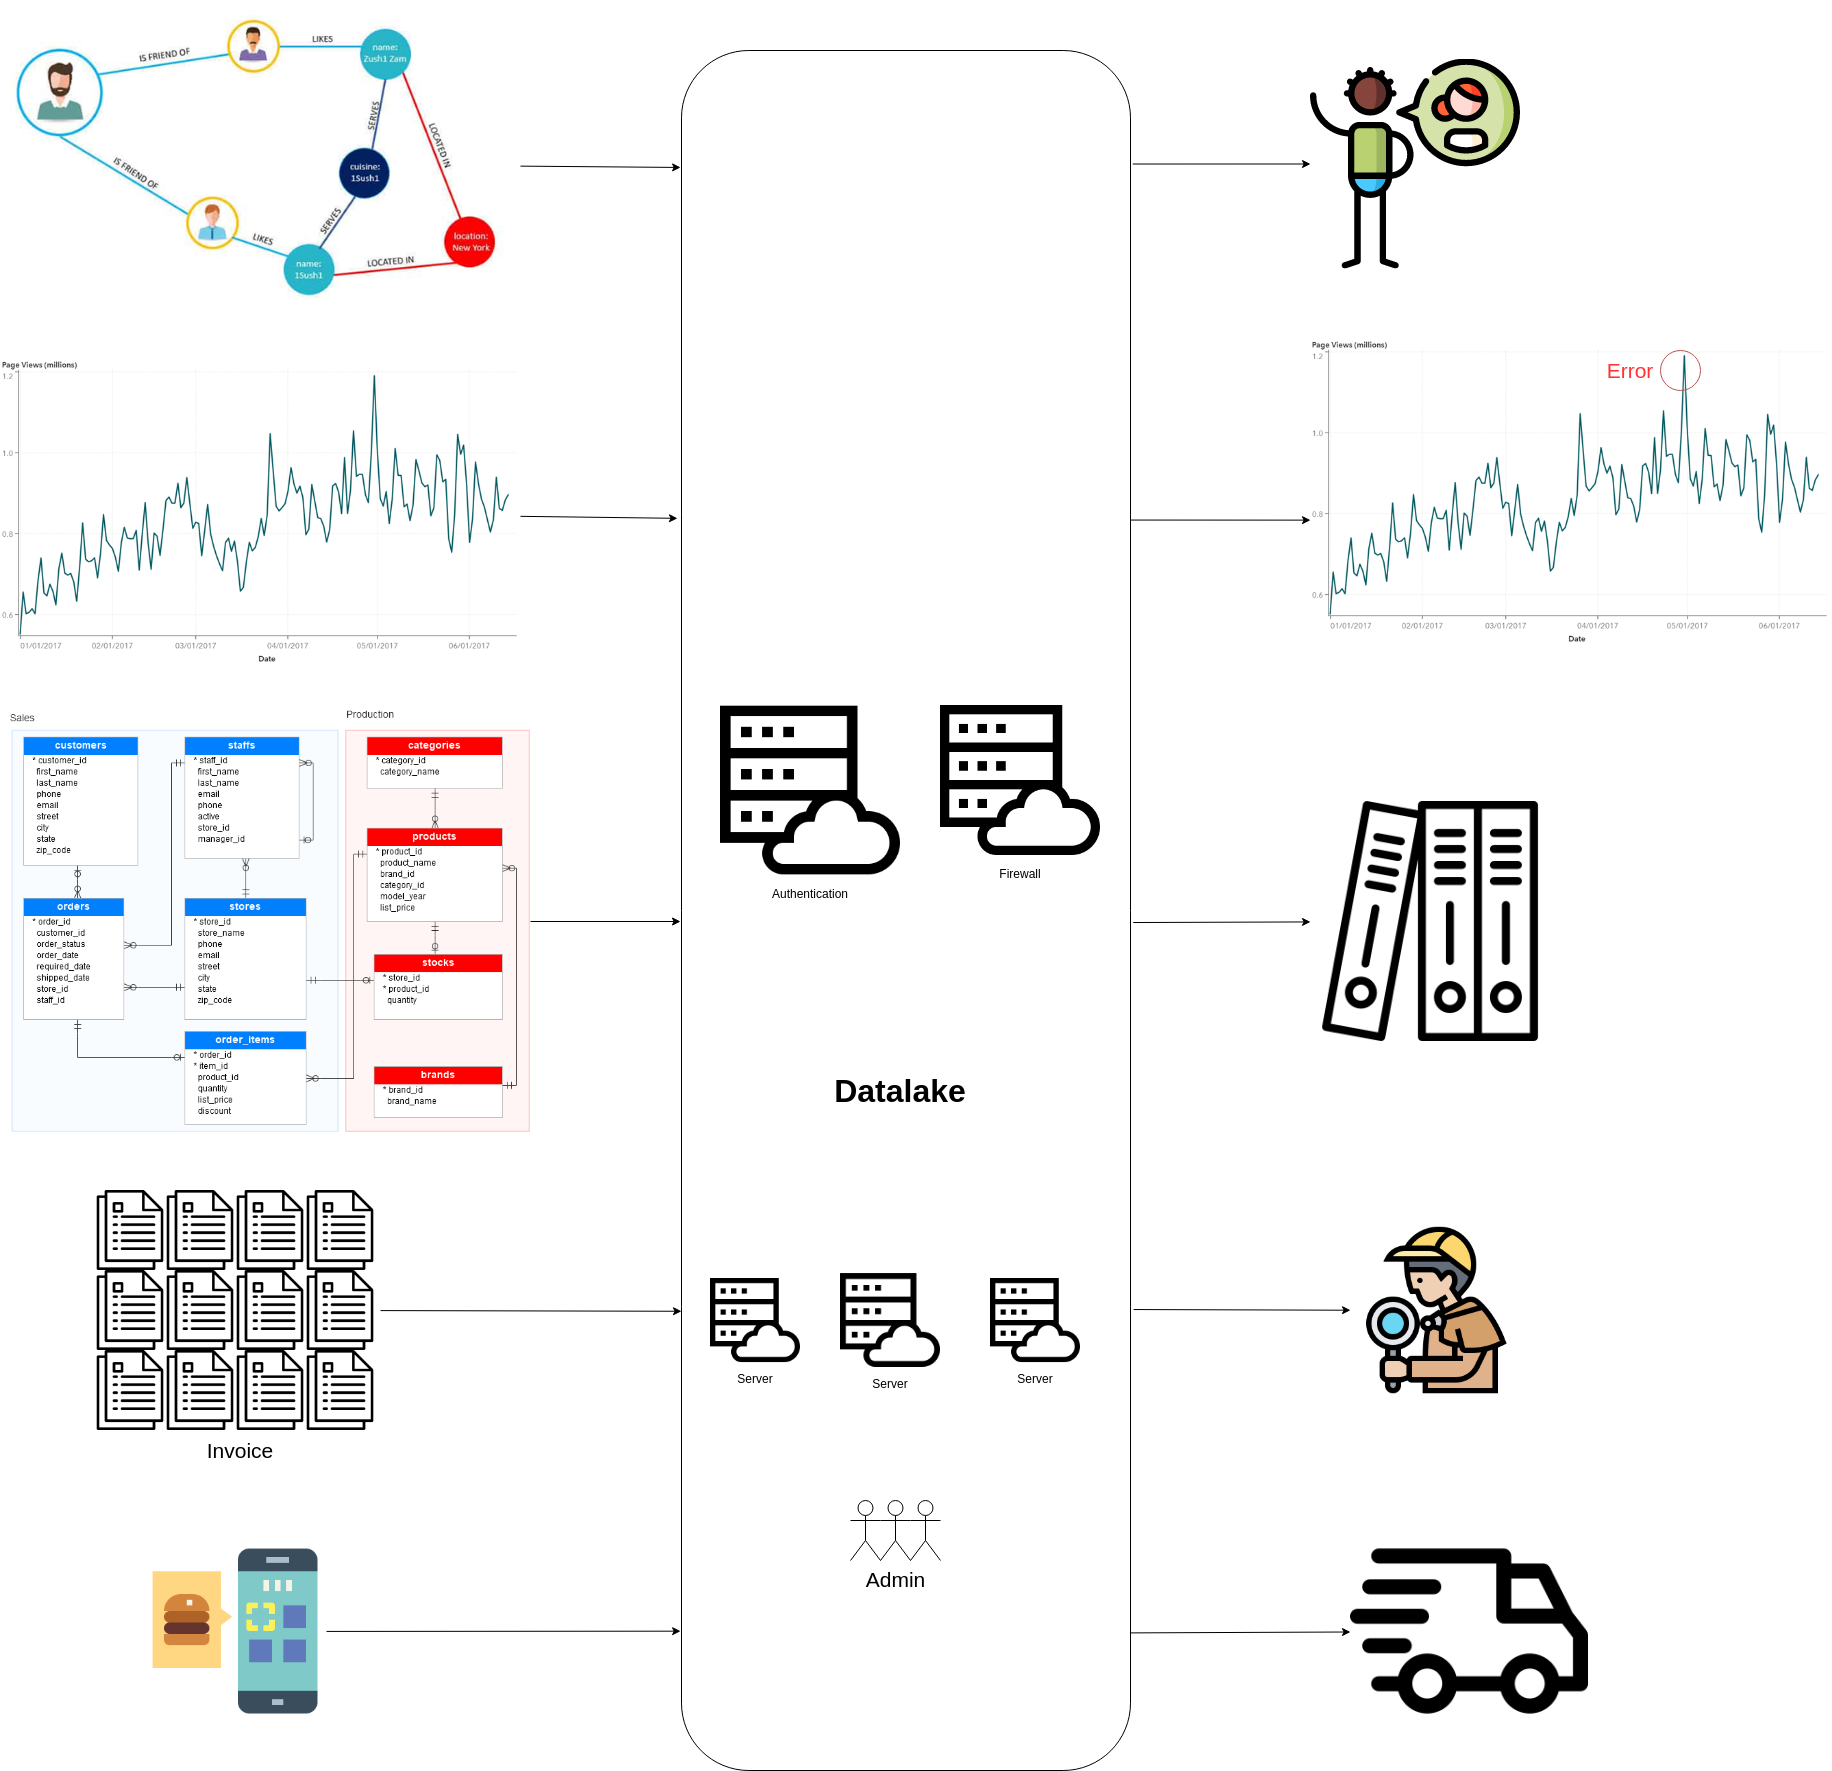 IS FRIEND OF
LIKES
name:
Zush1 Zam
SERVES
LOCATED IN
cuisine:
1Sush1
IS FRIEND OF
SERVES
LIKES
name:
1Sush1
LOCATED IN
location:
New York
Page Views (millions)
1.2
1.0
0.8
0.6
01/01/2017 02/01/2017 03/01/2017 04/01/2017 05/01/2017 06/01/2017
Date
Sales
customers
* customer_id
first_name
last_name
phone
email
street
city
state
zip_code
staffs
* staff_id
first_name
last_name
email
phone
active
store_id
manager_id
orders
* order_id
customer_id
order_status
order_date
required_date
shipped_date
store_id
staff_id
stores
* store_id
store_name
phone
email
street
city
state
zip_code
order_items
* order_id
* item_id
product_id
quantity
list_price
discount
Production
categories
* category_id
category_name
products
* product_id
product_name
brand_id
category_id
model_year
list_price
stocks
* store_id
* product_id
quantity
brands
* brand_id
brand_name
Invoice
Authentication
Firewall
Datalake
Server
Server
Server
Admin
Page Views (millions)
1.2
Error
1.0
0.8
0.6
01/01/2017 02/01/2017 03/01/2017 04/01/2017 05/01/2017 06/01/2017
Date